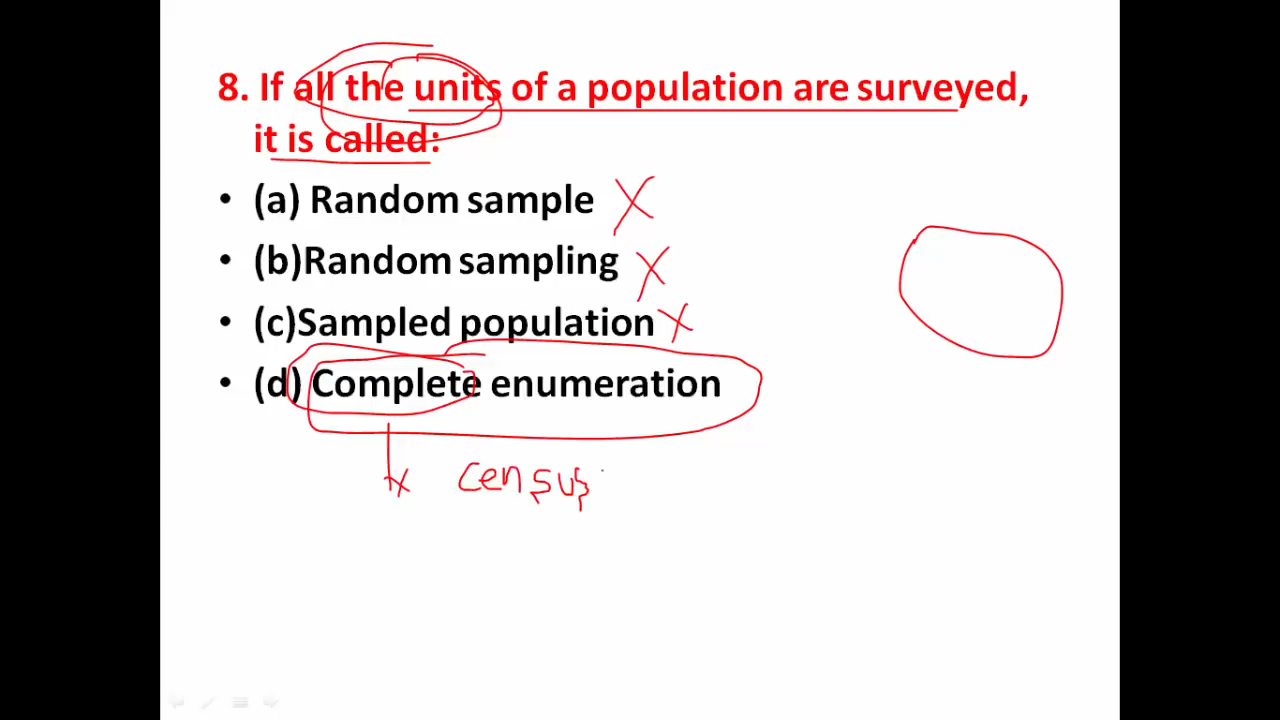 8. If all the units of a population are surveyed,
it is called:
• (a) Random sample X
• (b)Random sampling X
• (c)Sampled population X
• (d) Complete enumeration
census